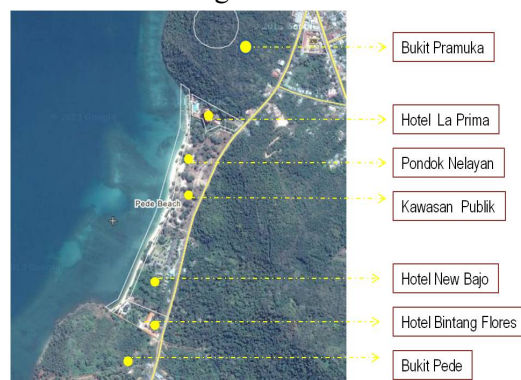 Bukit Pramuka
Hotel La Prima
Pondok Nelayan
Pede Beach
Kawasan Publik
Hotel New Bajo
Hotel Bintang Flores
Bukit Pede